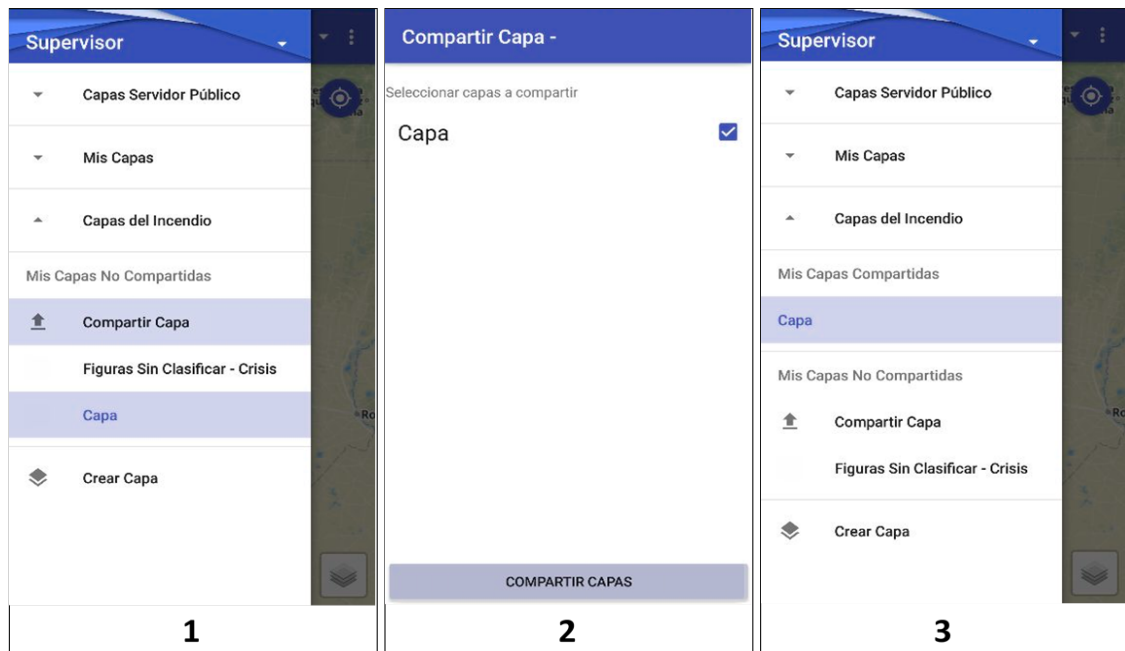 Supervisor
Capas Servidor Público
Mis Capas
Capas del Incendio
Mis Capas No Compartidas
Compartir Capa
Figuras Sin Clasificar - Crisis
Capa
Crear Capa
1
Compartir Capa -
Seleccionar capas a compartir
Capa
COMPARTIR CAPAS
2
Supervisor
Capas Servidor Público
Mis Capas
Capas del Incendio
Mis Capas Compartidas
Capa
Mis Capas No Compartidas
Compartir Capa
Figuras Sin Clasificar - Crisis
Crear Capa
3